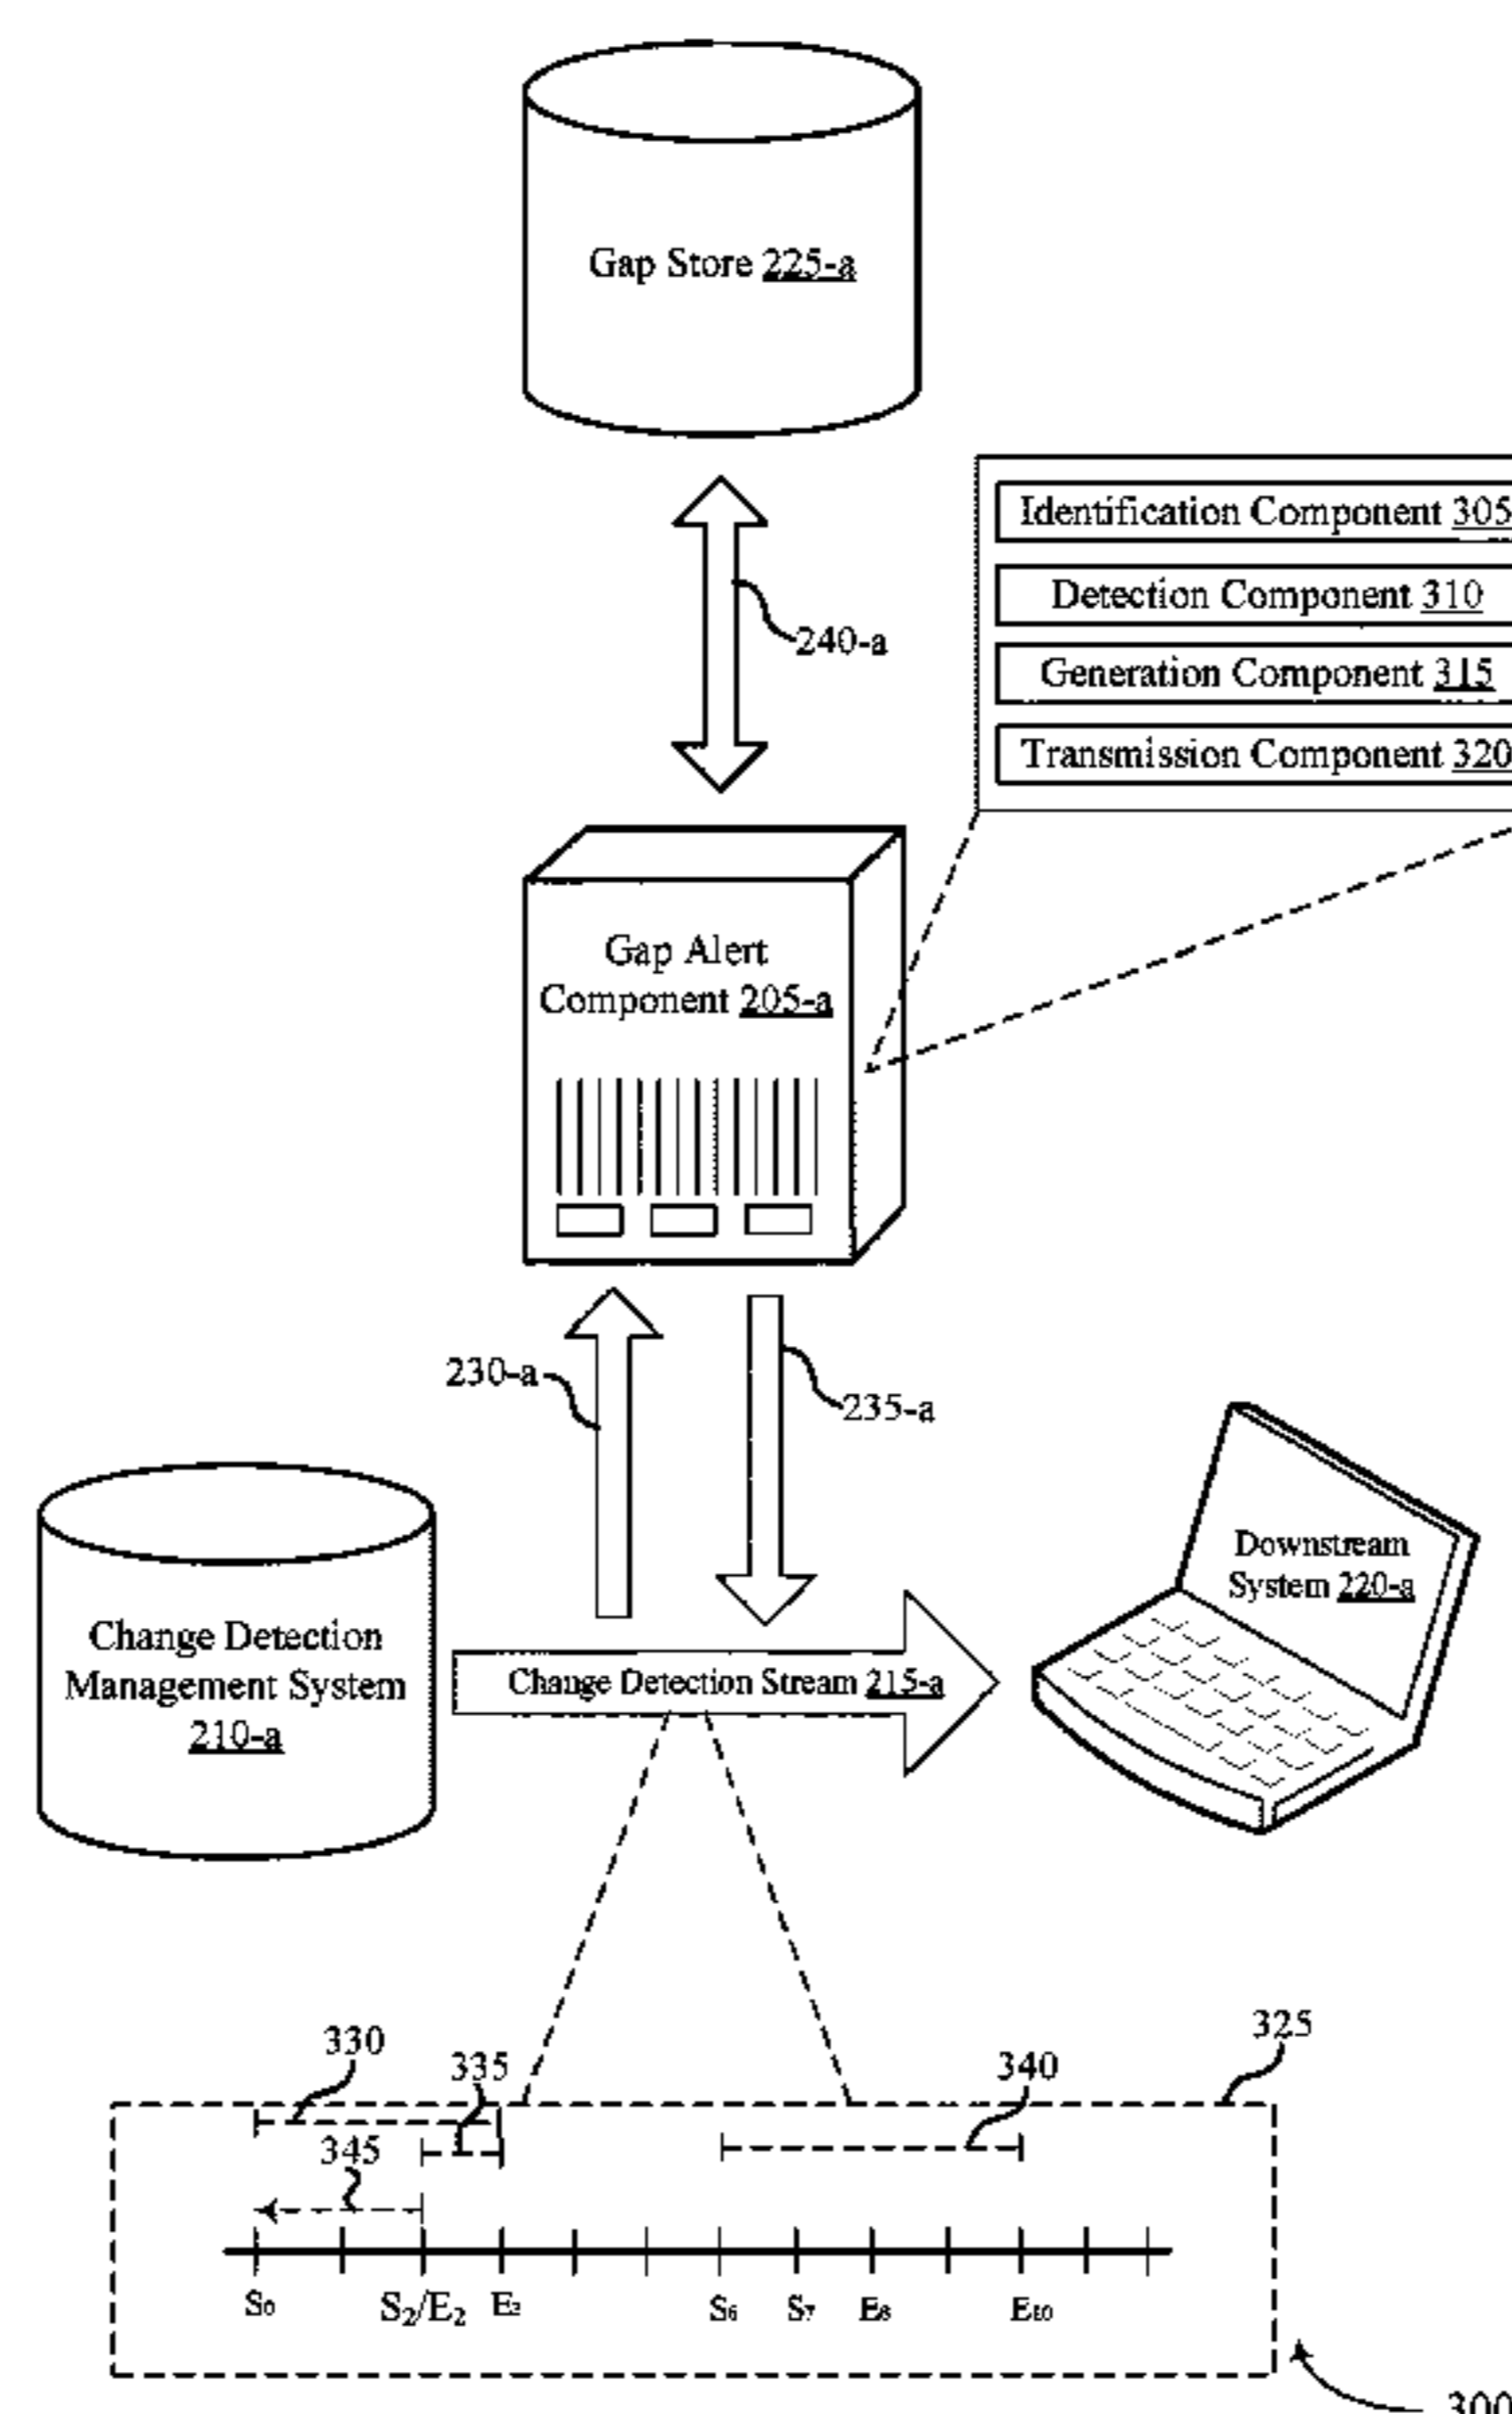 Gap Store 225-a
Identification Component 305
Detection Component 310
240-a
Generation Component 315
Transmission Component 320
Gap Alert
Component 205-a
230-a
235-a
Downstream
System 220-a
Change Detection
Management System
210-a
Change Detection Stream 215-a
330
335
340
325
345
S0
S2/E2
S6
S7
E8
E10
300